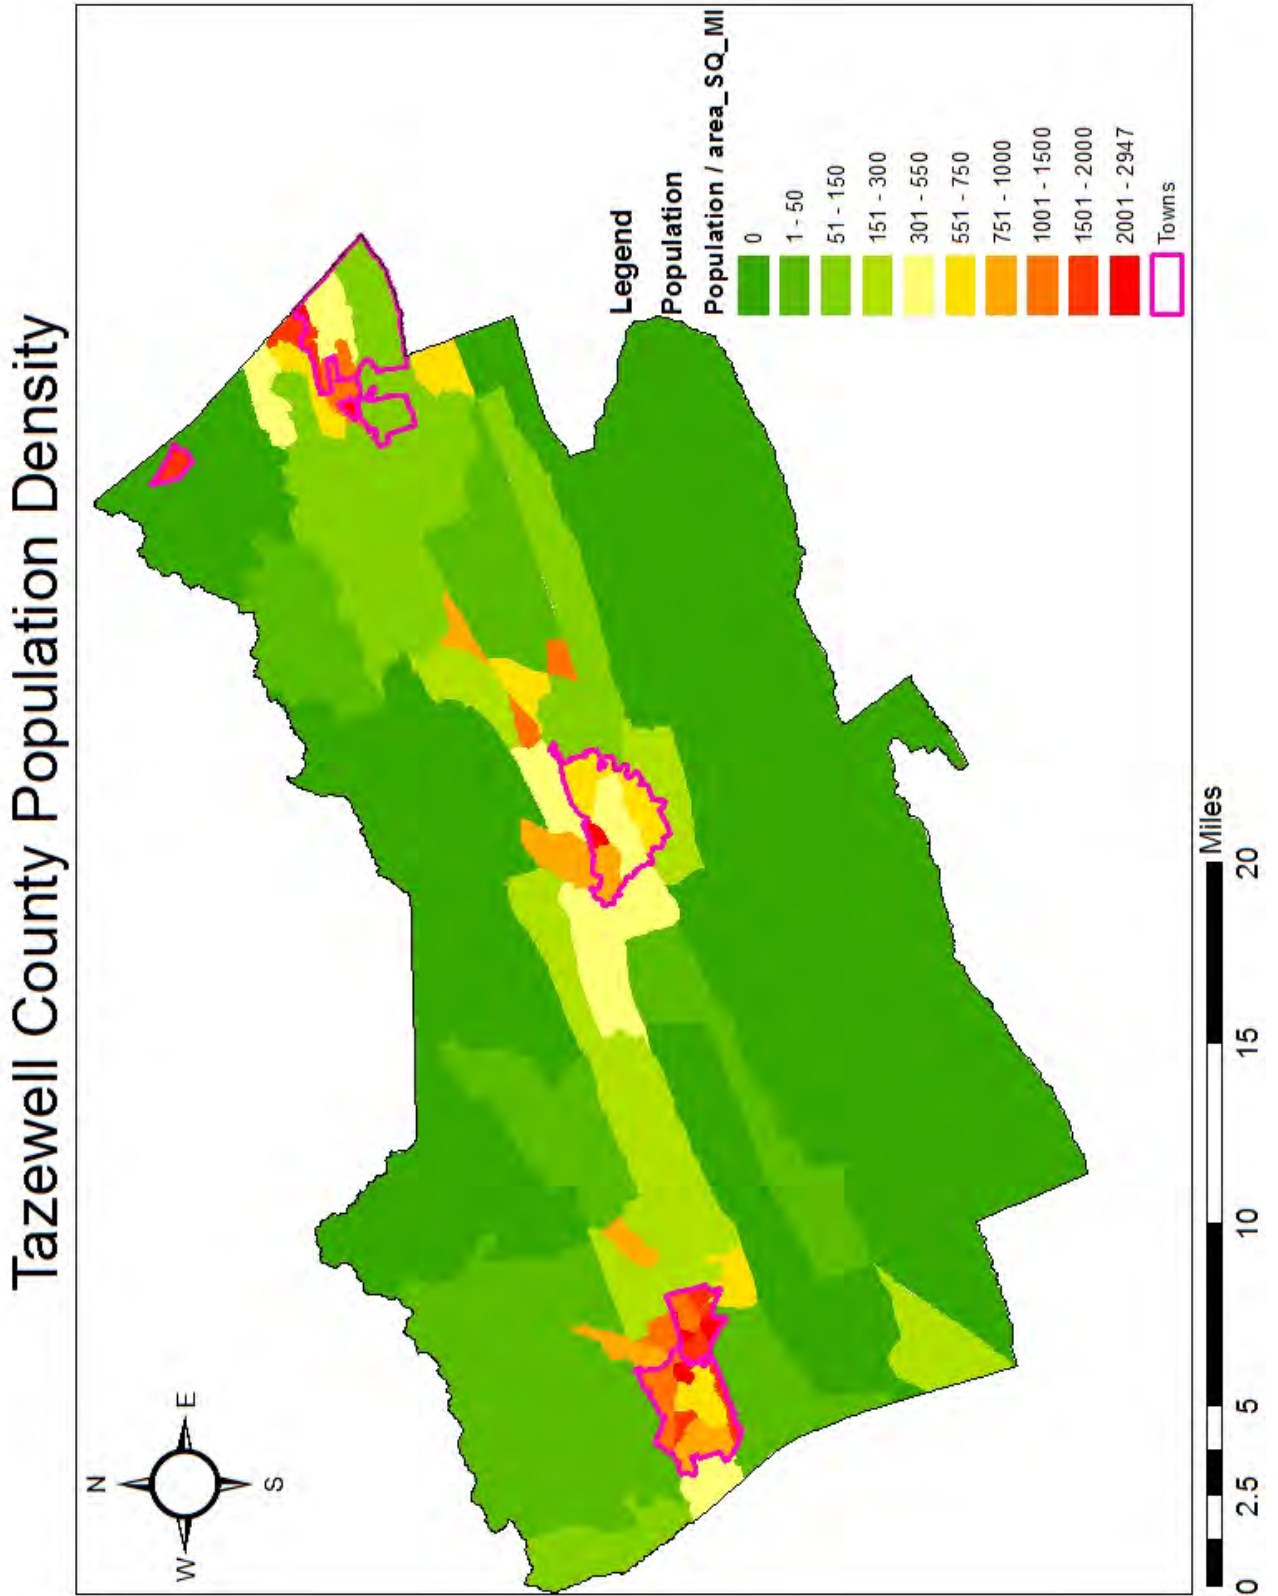 Tazewell County Population Density
N
W
E
S
Legend
Population
Population / area_SQ_MI
0
1 - 50
51 - 150
151 - 300
301 - 550
551 - 750
751 - 1000
1001 - 1500
1501 - 2000
2001 - 2947
Towns
0 2.5 5 10 15 20
Miles